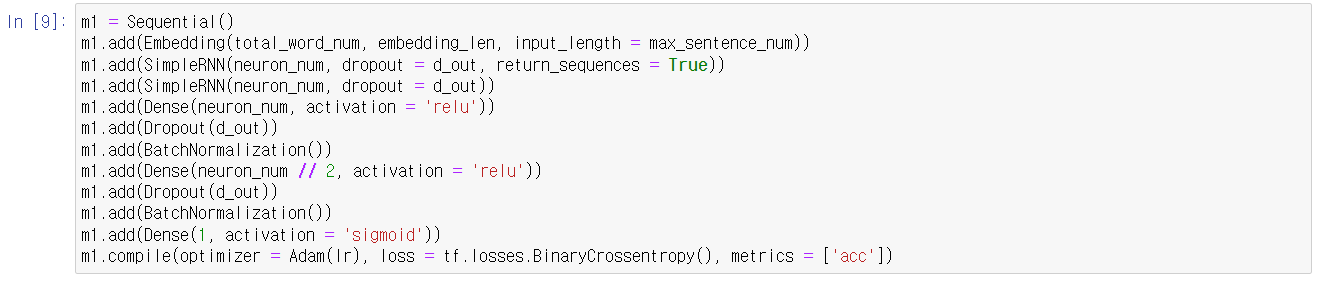 In [9]:
m1 = Sequential()
m1.add(Embedding(total_word_num, embedding_len, input_length = max_sentence_num))
m1.add(SimpleRNN(neuron_num, dropout = d_out, return_sequences = True))
m1.add(SimpleRNN(neuron_num, dropout = d_out))
m1.add(Dense(neuron_num, activation = 'relu'))
m1.add(Dropout(d_out))
m1.add(BatchNormalization())
m1.add(Dense(neuron_num // 2, activation = 'relu'))
m1.add(Dropout(d_out))
m1.add(BatchNormalization())
m1.add(Dense(1, activation = 'sigmoid'))
m1.compile(optimizer = Adam(lr), loss = tf.losses.BinaryCrossentropy(), metrics = ['acc'])